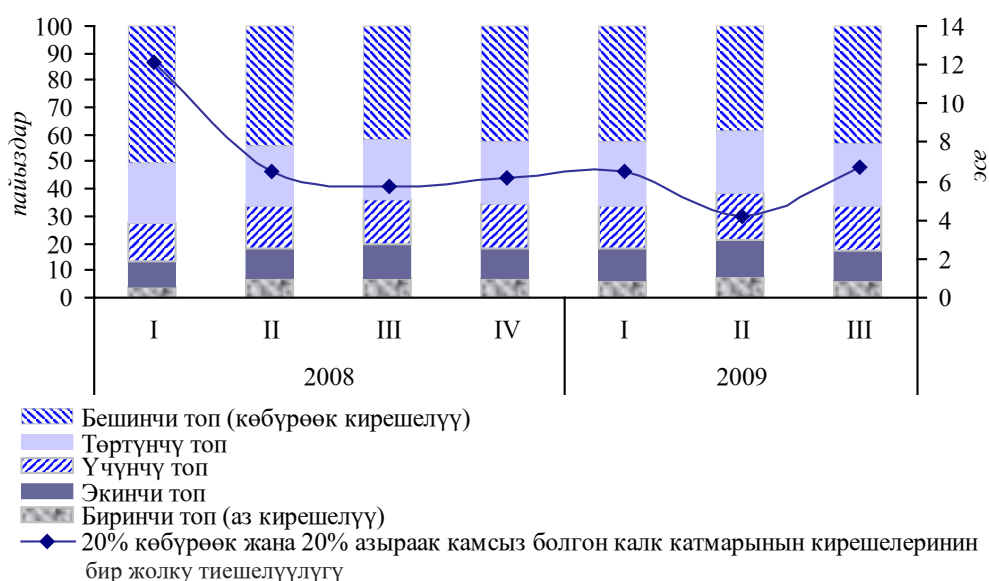 100
90
80
70
60
50
40
30
20
10
0
пайыздар
14
12
10
8
6
4
2
0
эсе
I II III IV I II III
2008 2009
Бешинчи топ (көбүрөөк кирешелүү)
Төртүнчү топ
Үчүнчү топ
Экинчи топ
Биринчи топ (аз кирешелүү)
20% көбүрөөк жана 20% азыраак камсыз болгон калк катмарынын кирешелеринин
бир жолку тиешелүүлүгү